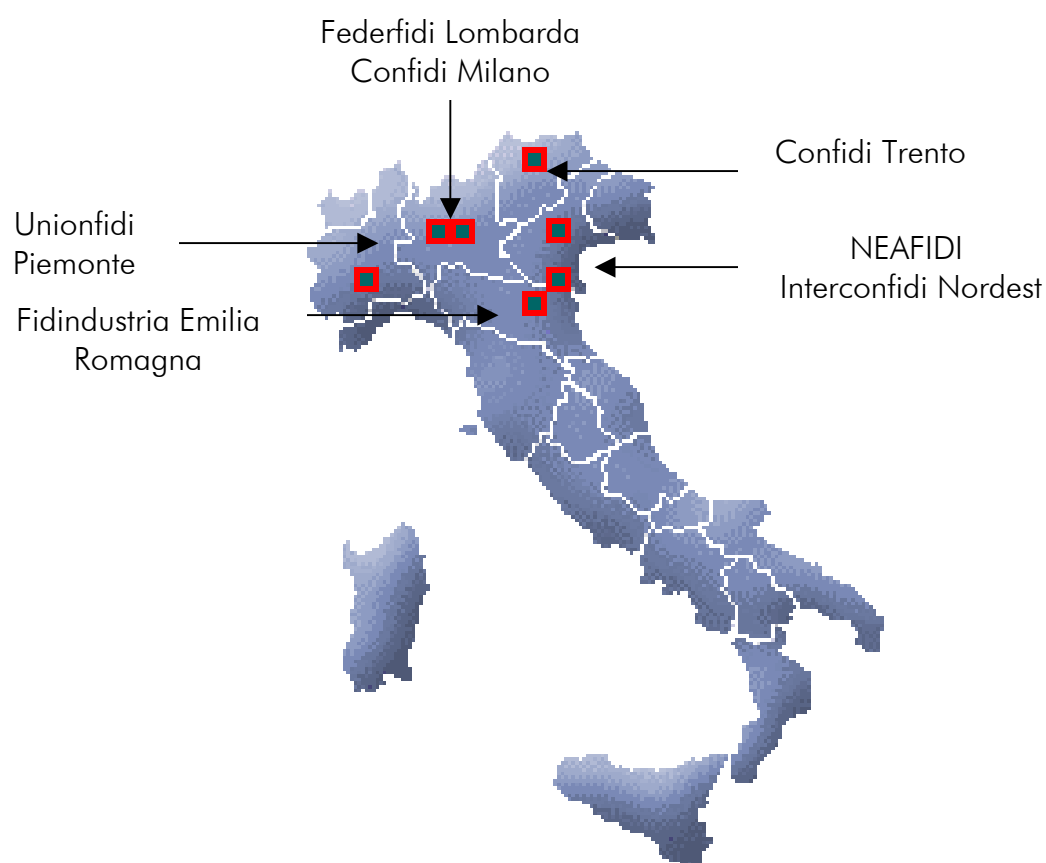 Federfidi Lombarda
Confidi Milano
Confidi Trento
Unionfidi
Piemonte
NEAFIDI
Interconfidi Nordest
Fidindustria Emilia
Romagna